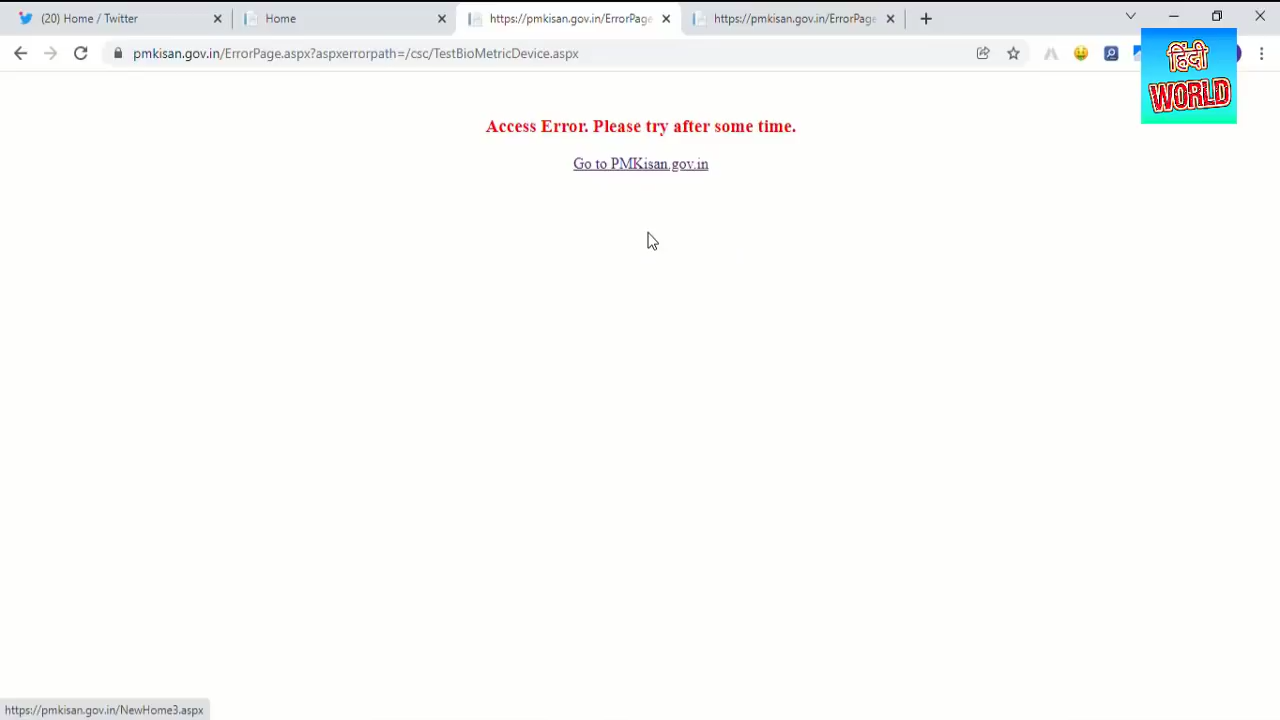 (20) Home / Twitter
Home
https://pmkisan.gov.in/ErrorPage
https://pmkisan.gov.in/ErrorPage
pmkisan.gov.in/ErrorPage.aspx?aspxerrorpath=/csc/TestBioMetricDevice.aspx
हिंदी
WORLD
Access Error. Please try after some time.
Go to PMKisan.gov.in
https://pmkisan.gov.in/NewHome3.aspx